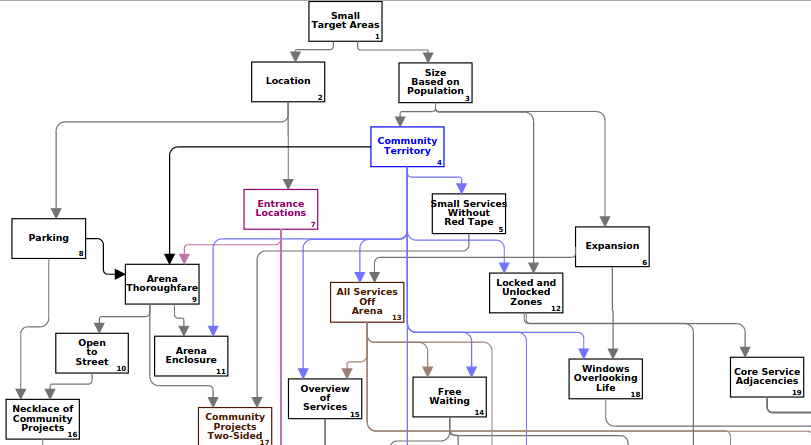 Small
Target Areas
1
Location
2
Size
Based on
Population
3
Community
Territory
4
Entrance
Locations
7
Small Services
Without
Red Tape
5
Parking
8
Expansion
6
Arena
Thoroughfare
9
All Services
Off
Arena
13
Locked and
Unlocked
Zones
12
Open
to
Street
10
Arena
Enclosure
11
Windows
Overlooking
Life
18
Core Service
Adjacencies
19
Overview
of
Services
15
Free
Waiting
14
Necklace of
Community
Projects
16
Community
Projects
Two-Sided
17